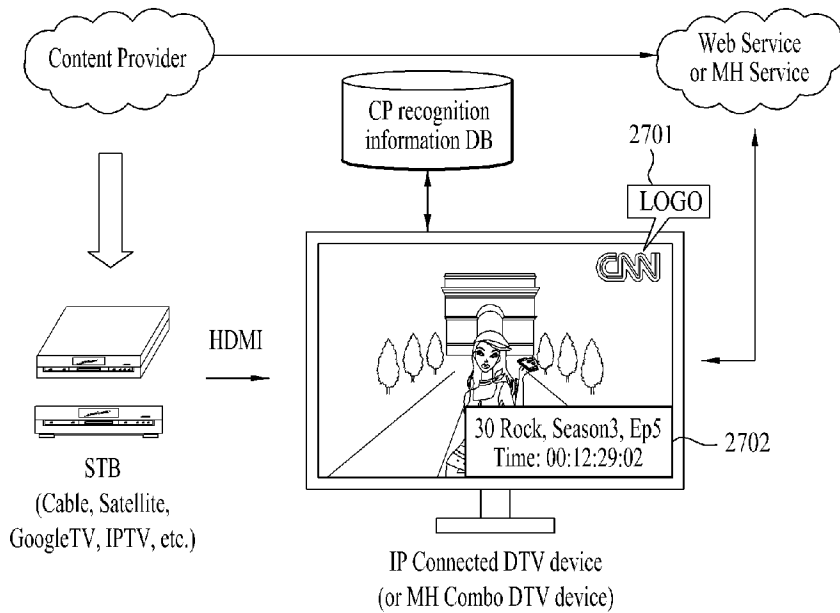 Content Provider
Web Service
or MH Service
CP recognition
information DB
2701
LOGO
CNN
HDMI
30 Rock, Season3, Ep5
Time: 00:12:29:02
2702
STB
(Cable, Satellite,
GoogleTV, IPTV, etc.)
IP Connected DTV device
(or MH Combo DTV device)